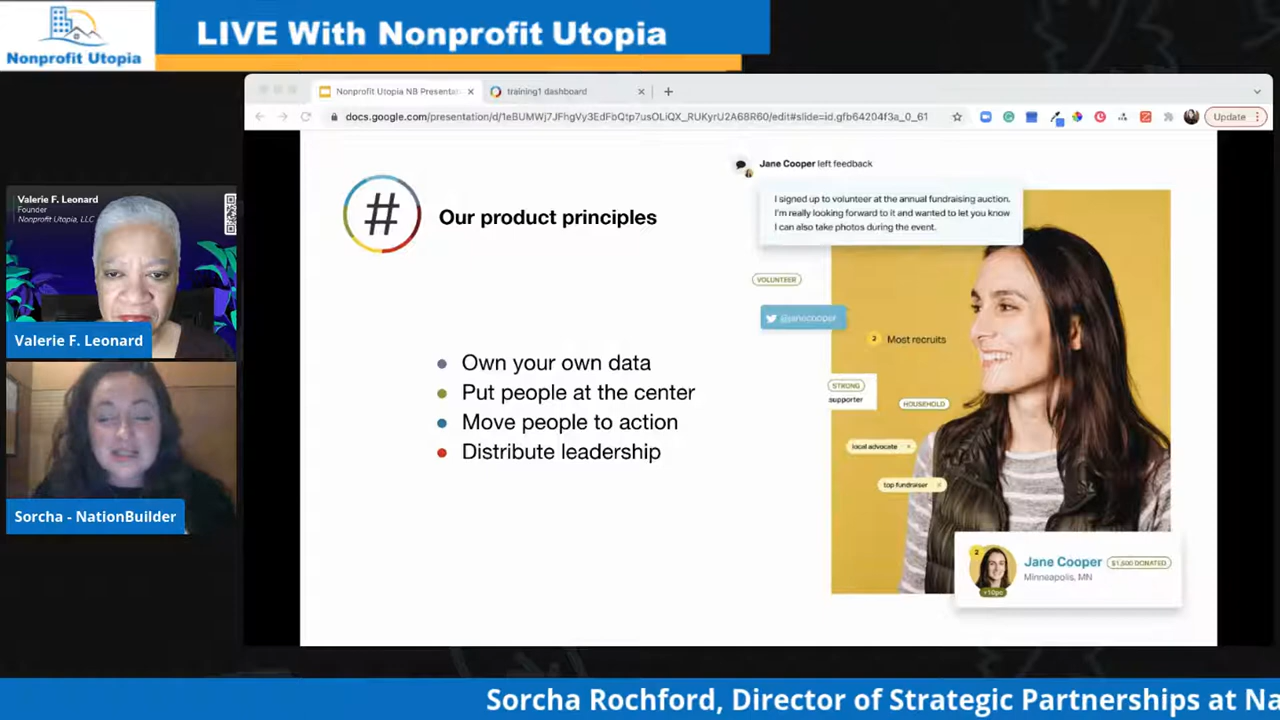 Nonprofit Utopia
LIVE With Nonprofit Utopia
Nonprofit Utopia NB Presentat
training1 dashboard
docs.google.com/presentation/d/1eBUMWj7JFhgVy3EdFbQtp7usOLiQX_RUKyrU2A68R60/edit#slide=id.gfb64204f3a_0_61
Update
Valerie F. Leonard
Founder
Nonprofit Utopia, LLC
Valerie F. Leonard
Sorcha - NationBuilder
#
Our product principles
• Own your own data
• Put people at the center
• Move people to action
• Distribute leadership
Jane Cooper left feedback
I signed up to volunteer at the annual fundraising auction.
I'm really looking forward to it and wanted to let you know
I can also take photos during the event.
VOLUNTEER
@janecooper
2 Most recruits
STRONG
supporter
HOUSEHOLD
local advocate ×
top fundraiser ×
2
Jane Cooper
$1,600 DONATED
Minneapolis, MN
Sorcha Rochford, Director of Strategic Partnerships at Na